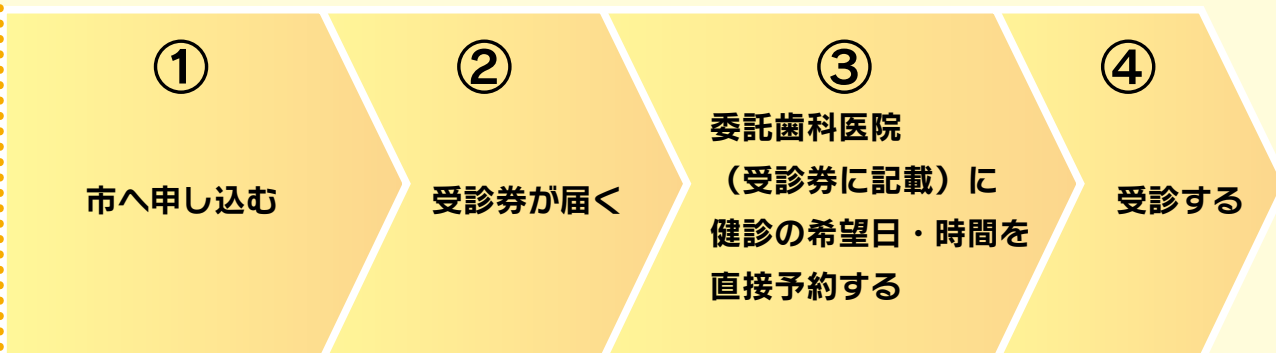 ①
市へ申し込む
②
受診券が届く
③
委託歯科医院
（受診券に記載）に
健診の希望日・時間を
直接予約する
④
受診する